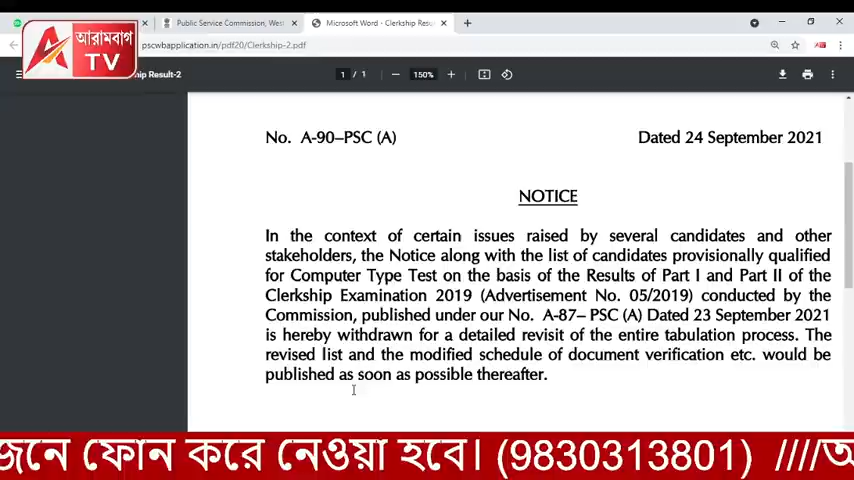 Public Service Commission, West
Microsoft Word - Clerkship Resu
আরামবাগ
TV
pscwbapplication.in/pdf20/Clerkship-2.pdf
hip Result-2
1 / 1
150%
No. A-90–PSC (A) Dated 24 September 2021
NOTICE
In the context of certain issues raised by several candidates and other
stakeholders, the Notice along with the list of candidates provisionally qualified
for Computer Type Test on the basis of the Results of Part I and Part II of the
Clerkship Examination 2019 (Advertisement No. 05/2019) conducted by the
Commission, published under our No. A-87– PSC (A) Dated 23 September 2021
is hereby withdrawn for a detailed revisit of the entire tabulation process. The
revised list and the modified schedule of document verification etc. would be
published as soon as possible thereafter.
জনে ফোন করে নেওয়া হবে। (9830313801) ////অ